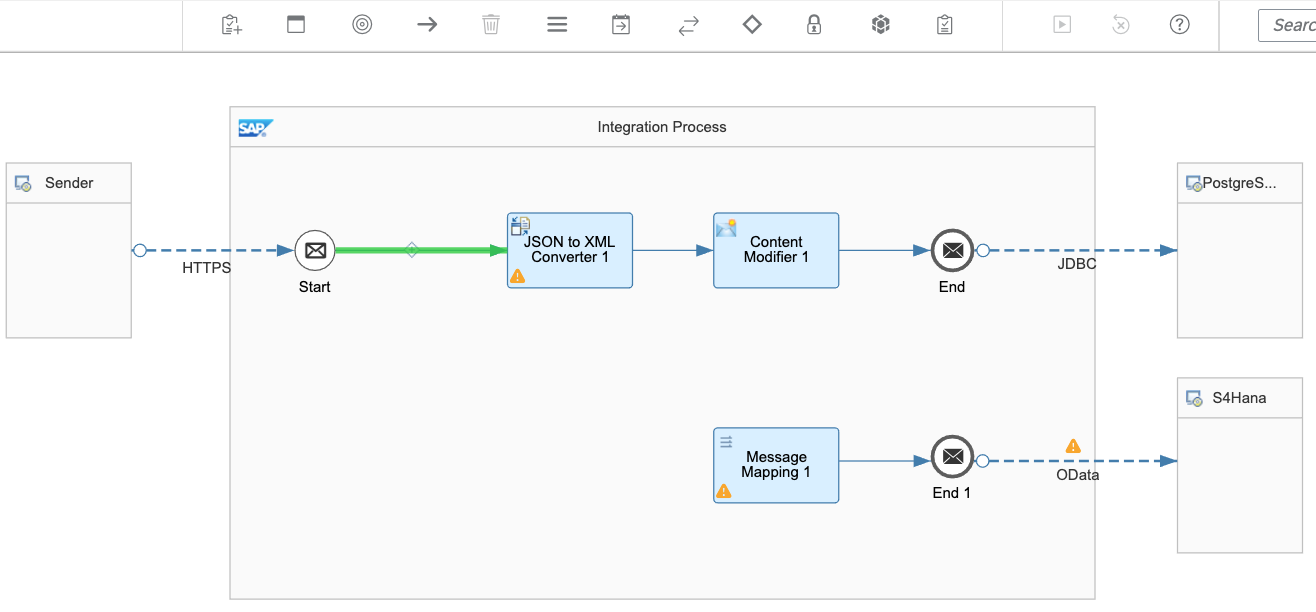 Searc
SAP
Integration Process
Sender
PostgreS...
JSON to XML
Converter 1
Content
Modifier 1
HTTPS
JDBC
Start
End
S4Hana
Message
Mapping 1
OData
End 1